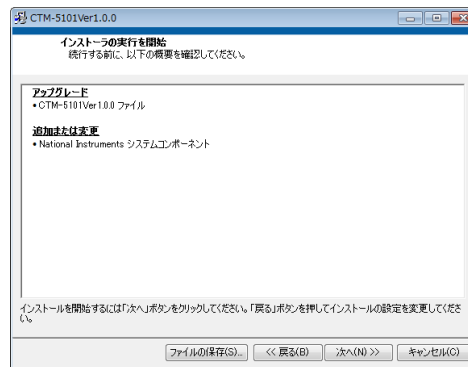 CTM-5101Ver1.0.0
インストーラの実行を開始
続行する前に、以下の概要を確認してください。
アップグレード
•CTM-5101Ver1.0.0 ファイル
追加または変更
• National Instruments システムコンポーネント
インストールを開始するには「次へ」ボタンをクリックしてください。「戻る」ボタンを押してインストールの設定を変更してくださ
い。
ファイルの保存(S)... << 戻る(B) 次へ(N) >> キャンセル(C)